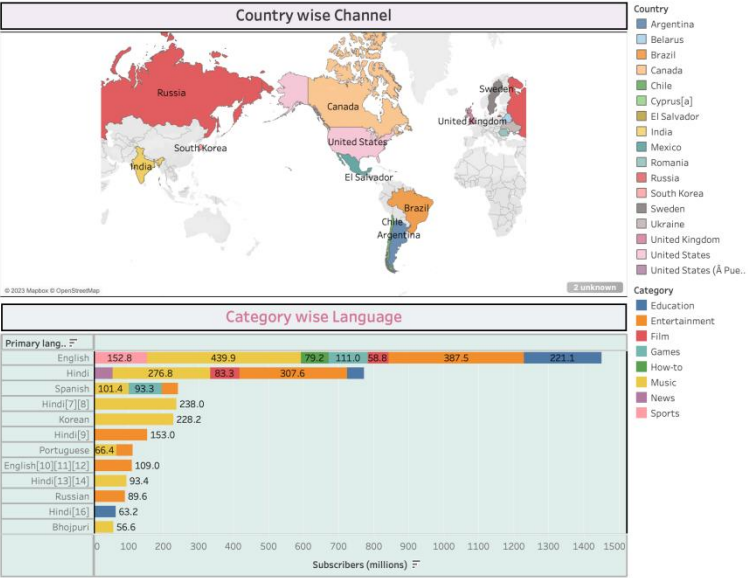 Country wise Channel
Russia
Canada
Sweden
United Kingdom
United States
South Korea
India
El Salvador
Brazil
Chile
Argentina
© 2023 Mapbox © OpenStreetMap
2 unknown
Country
Argentina
Belarus
Brazil
Canada
Chile
Cyprus[a]
El Salvador
India
Mexico
Romania
Russia
South Korea
Sweden
Ukraine
United Kingdom
United States
United States (Â Pue..
Category
Education
Entertainment
Film
Games
How-to
Music
News
Sports
Category wise Language
Primary lang..
English 152.8 439.9 79.2 111.0 58.8 387.5 221.1
Hindi 276.8 83.3 307.6
Spanish 101.4 93.3
Hindi[7][8] 238.0
Korean 228.2
Hindi[9] 153.0
Portuguese 66.4
English[10][11][12] 109.0
Hindi[13][14] 93.4
Russian 89.6
Hindi[16] 63.2
Bhojpuri 56.6
0 100 200 300 400 500 600 700 800 900 1000 1100 1200 1300 1400 1500
Subscribers (millions)